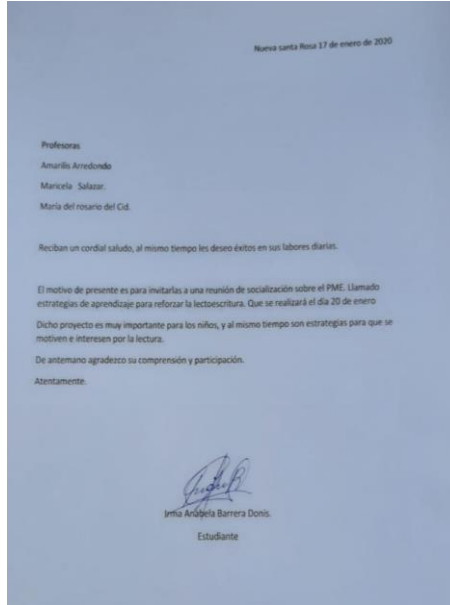 Nueva santa Rosa 17 de enero de 2020
Profesoras
Amarilis Arredondo
Maricela Salazar.
María del rosario del Cid.
Reciban un cordial saludo, al mismo tiempo les deseo éxitos en sus labores diarias.
El motivo de presente es para invitarlas a una reunión de socialización sobre el PME. Llamado
estrategias de aprendizaje para reforzar la lectoescritura. Que se realizará el día 20 de enero
Dicho proyecto es muy importante para los niños, y al mismo tiempo son estrategias para que se
motiven e interesen por la lectura.
De antemano agradezco su comprensión y participación.
Atentamente.
Irma Anabela Barrera Donis.
Estudiante